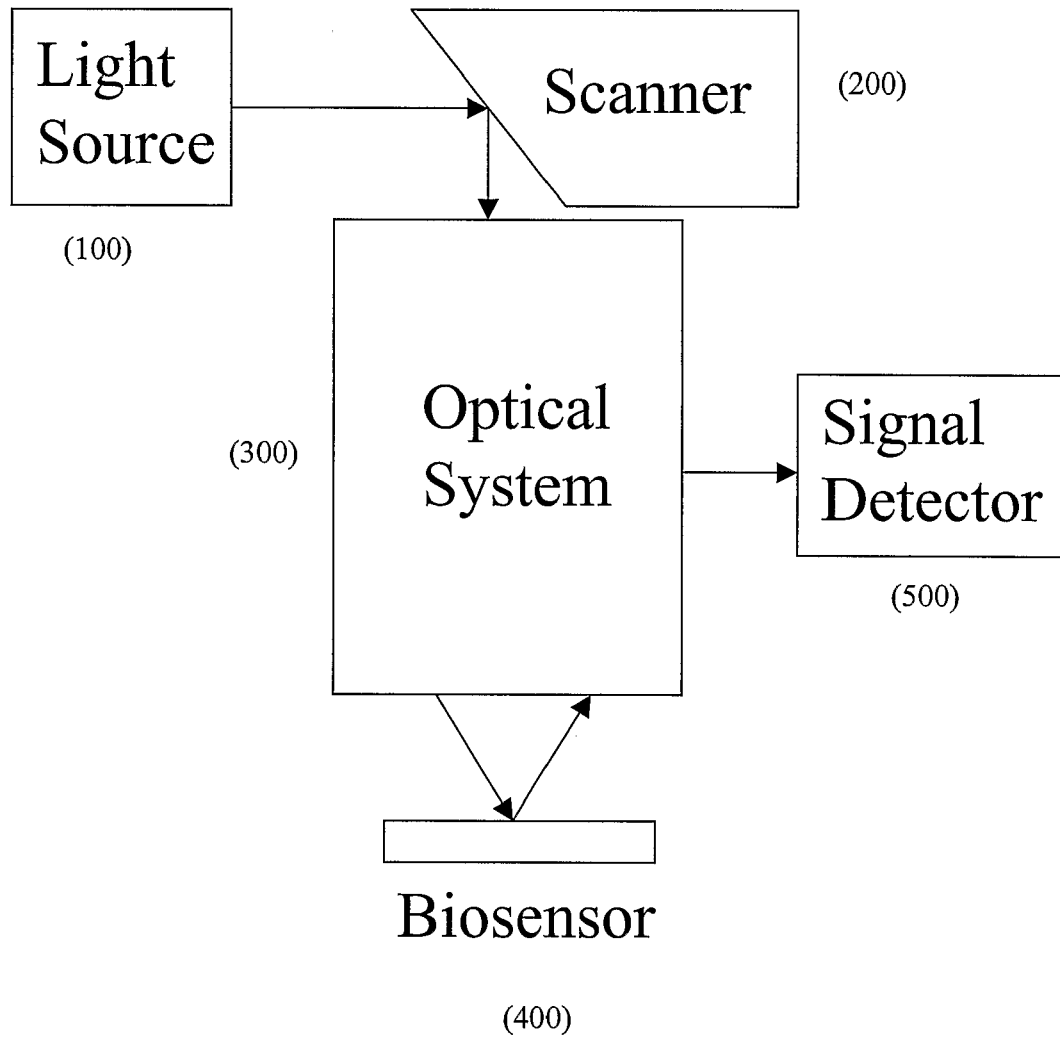 Light
Source
(100)
Scanner
(200)
Optical
System
(300)
Signal
Detector
(500)
Biosensor
(400)